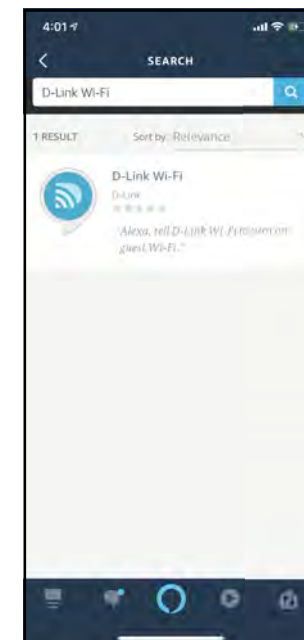 4:01
SEARCH
D-Link Wi-Fi
1 RESULT Sort by: Relevance
D-Link Wi-Fi
D-Link
"Alexa, tell D-Link Wi-Fi to turn on
guest Wi-Fi."